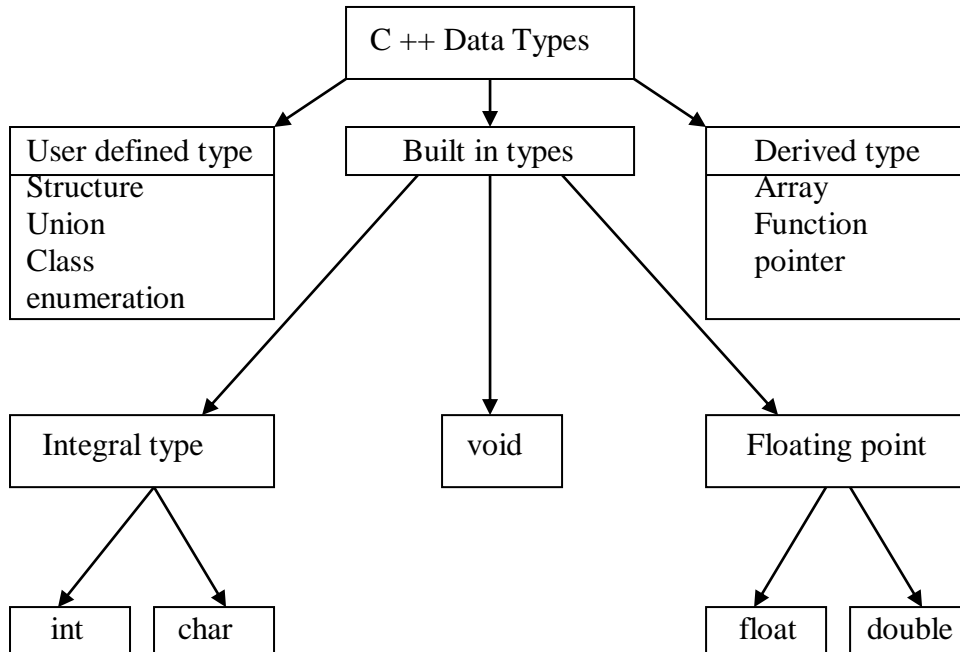 C ++ Data Types
User defined type
Structure
Union
Class
enumeration
Built in types
Derived type
Array
Function
pointer
Integral type
void
Floating point
int
char
float
double